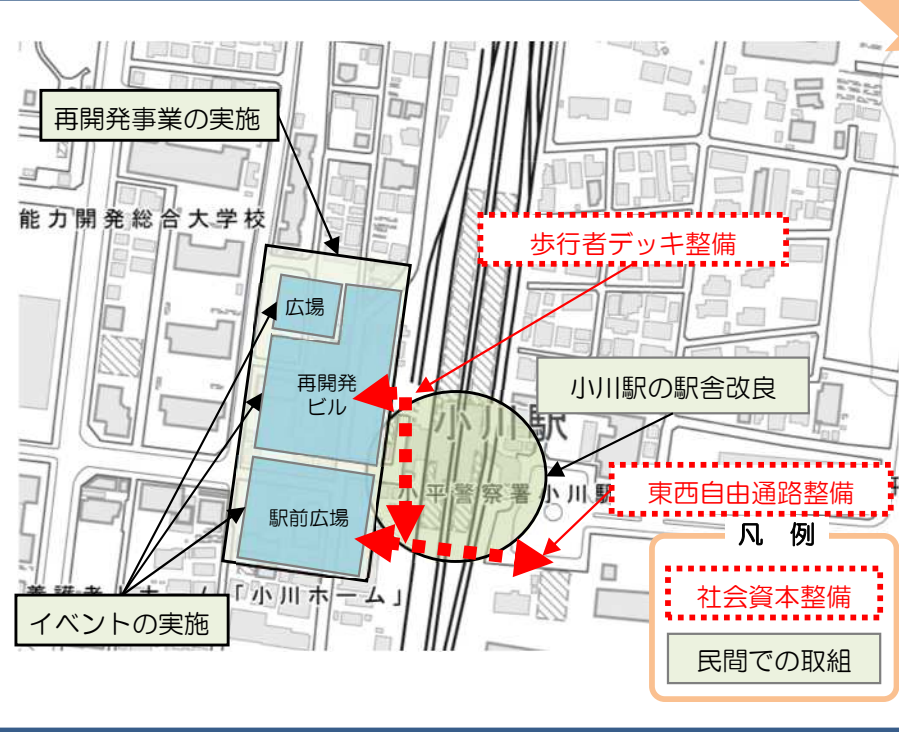 再開発事業の実施
能力開発総合大学校
歩行者デッキ整備
広場
再開発
ビル
小川駅の駅舎改良
小川駅
小平警察署小川駅
東西自由通路整備
駅前広場
凡 例
社会資本整備
「小川ホーム」
イベントの実施
民間での取組